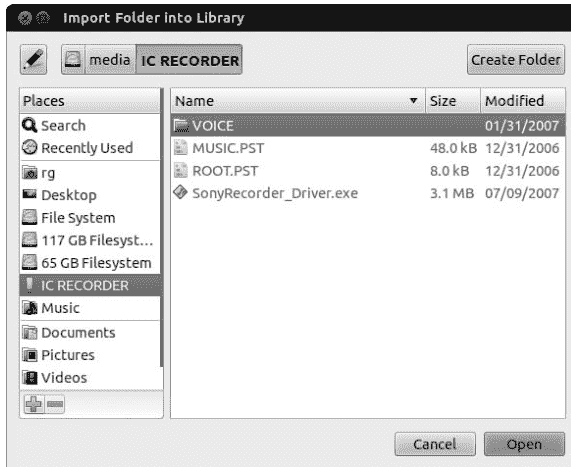 Import Folder into Library
media IC RECORDER Create Folder
Places
Search
Recently Used
rg
Desktop
File System
117 GB Filesyst...
65 GB Filesystem
IC RECORDER
Music
Documents
Pictures
Videos
Name Size Modified
VOICE 01/31/2007
MUSIC.PST 48.0 kB 12/31/2006
ROOT.PST 8.0 kB 12/31/2006
SonyRecorder_Driver.exe 3.1 MB 07/09/2007
Cancel Open